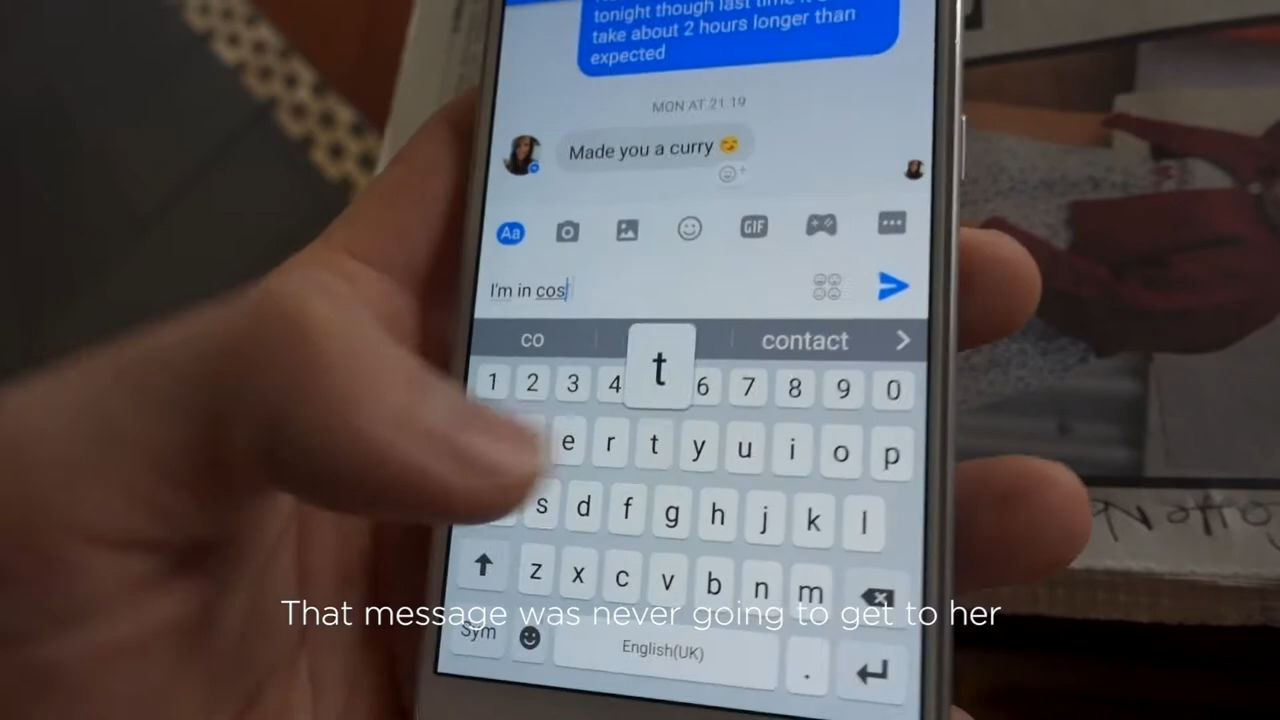 tonight though last time it
take about 2 hours longer than
expected
MON AT 21:19
Made you a curry 😏
Aa
GIF
I'm in cos
co
contact
t
1 2 3 4 6 7 8 9 0
e r t y u i o p
s d f g h j k l
z x c v b n m
That message was never going to get to her
Sym
English(UK)
.